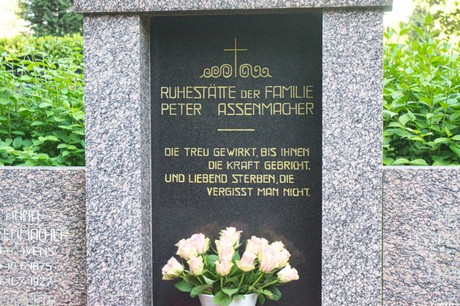 RUHESTÄTTE DER FAMILIE
PETER ASSENMACHER
DIE TREU GEWIRKT, BIS IHNEN
DIE KRAFT GEBRICHT,
UND LIEBEND STERBEN, DIE
VERGISST MAN NICHT.